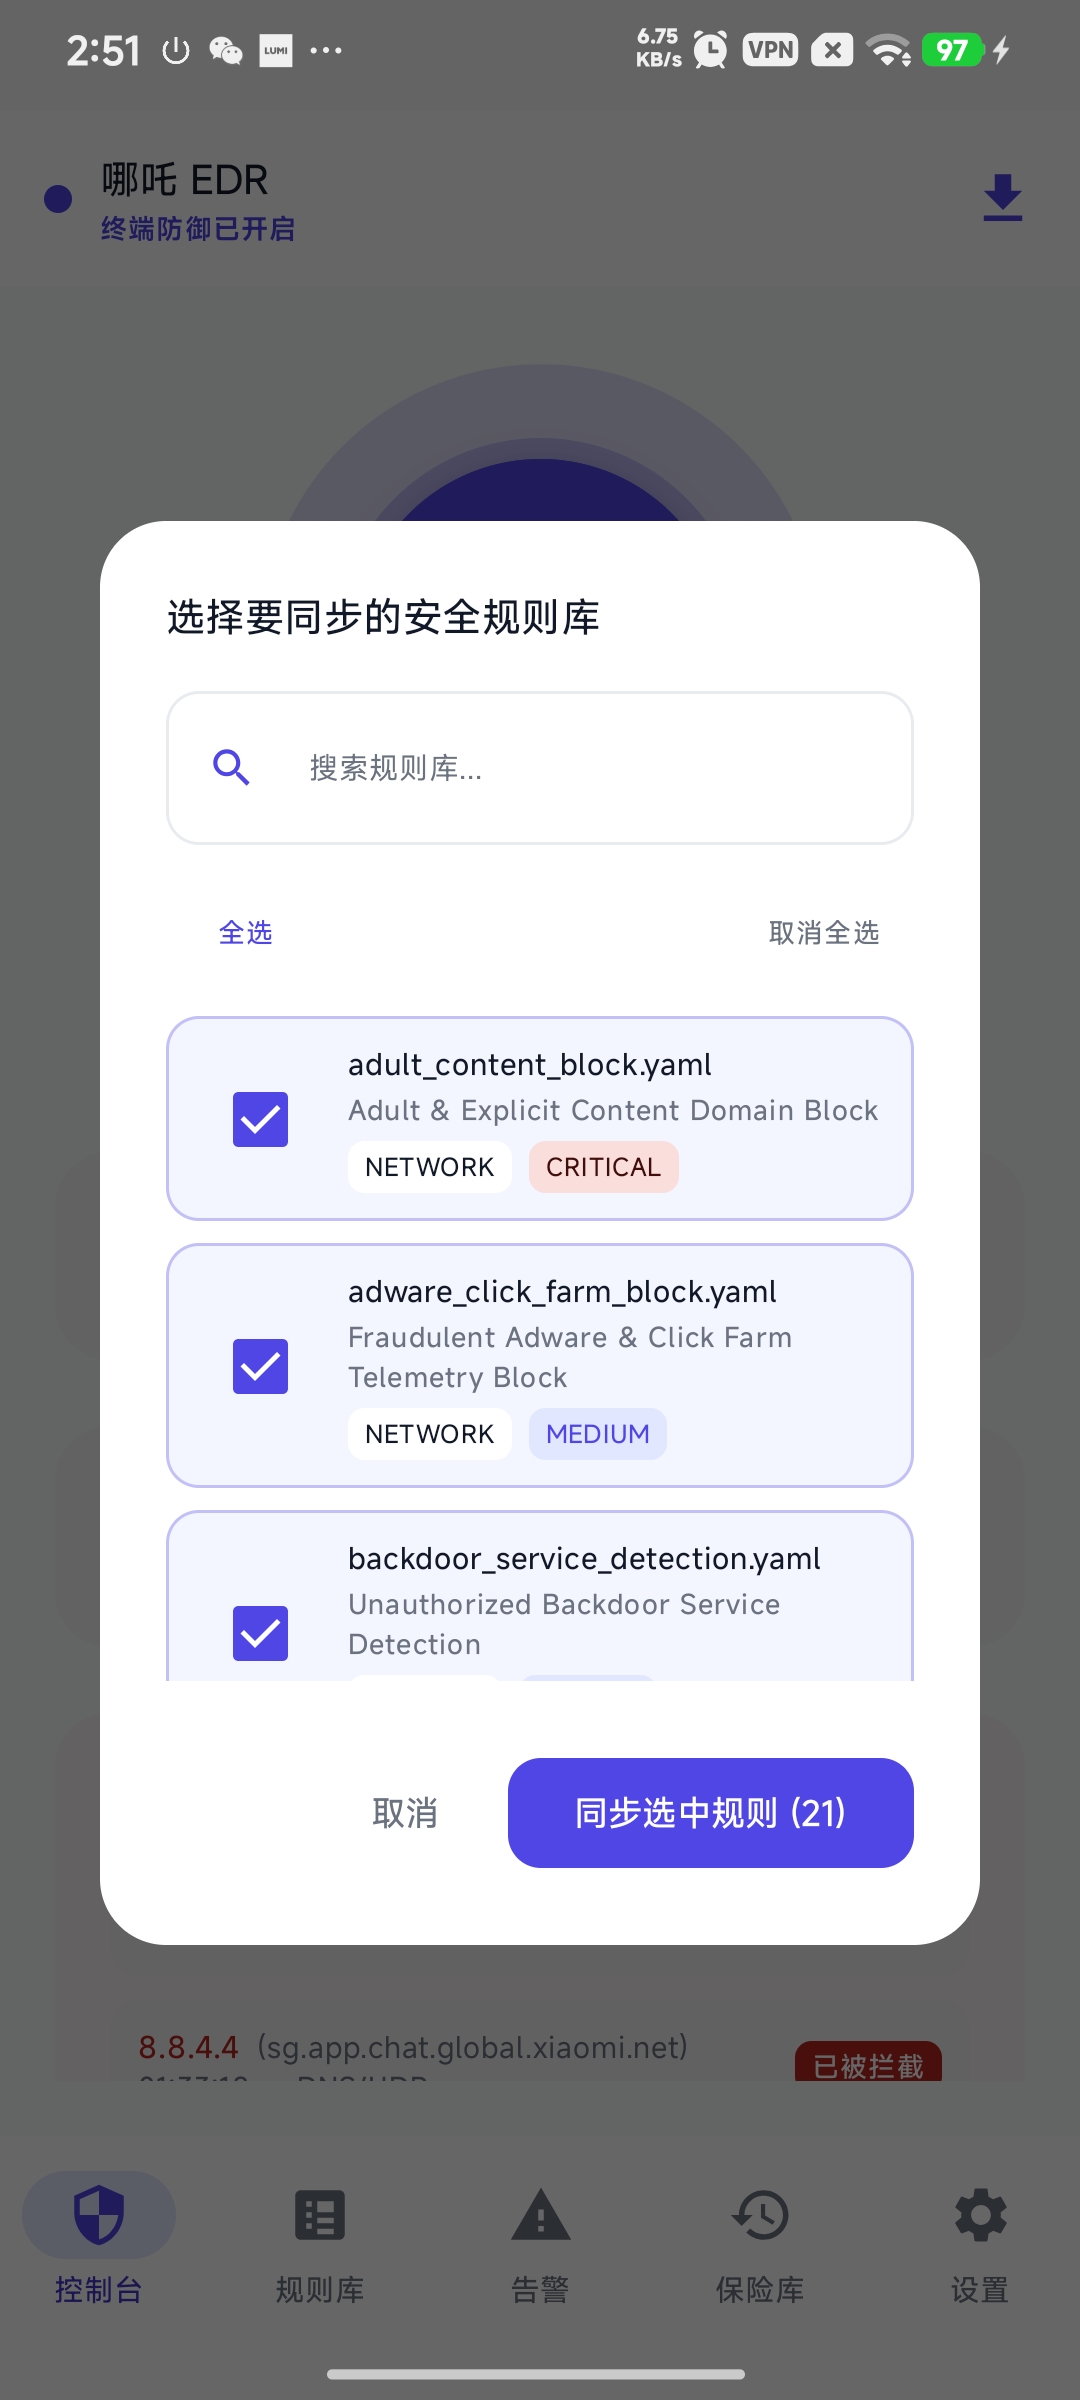 2:51
LUMI
6.75
KB/s
VPN
97
哪吒 EDR
终端防御已开启
选择要同步的安全规则库
搜索规则库...
全选
取消全选
adult_content_block.yaml
Adult & Explicit Content Domain Block
NETWORK
CRITICAL
adware_click_farm_block.yaml
Fraudulent Adware & Click Farm
Telemetry Block
NETWORK
MEDIUM
backdoor_service_detection.yaml
Unauthorized Backdoor Service
Detection
取消
同步选中规则 (21)
8.8.4.4 (sg.app.chat.global.xiaomi.net)
已被拦截
控制台
规则库
告警
保险库
设置